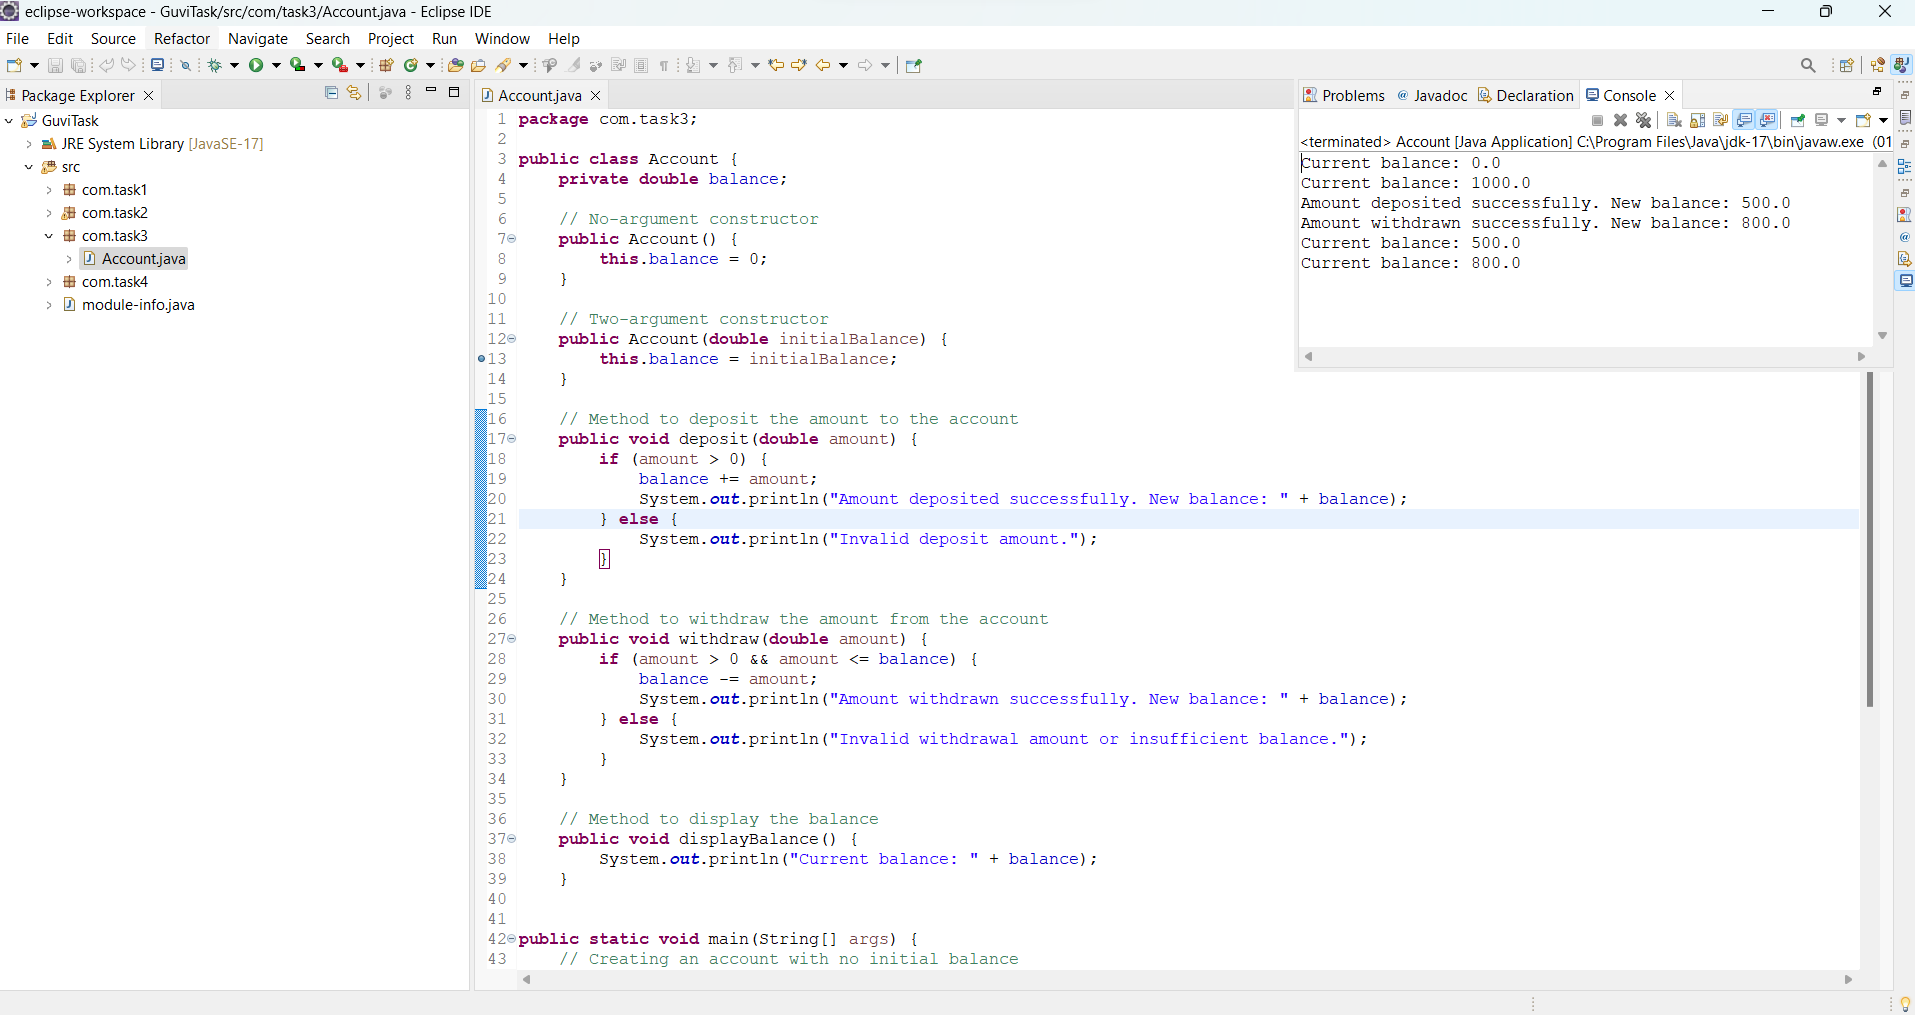 eclipse-workspace - GuviTask/src/com/task3/Account.java - Eclipse IDE
File Edit Source Refactor Navigate Search Project Run Window Help
Package Explorer
GuviTask
JRE System Library [JavaSE-17]
src
com.task1
com.task2
com.task3
Account.java
com.task4
module-info.java
Account.java
1 package com.task3;
2
3 public class Account {
4     private double balance;
5
6     // No-argument constructor
7     public Account() {
8         this.balance = 0;
9     }
10
11     // Two-argument constructor
12     public Account(double initialBalance) {
13         this.balance = initialBalance;
14     }
15
16     // Method to deposit the amount to the account
17     public void deposit(double amount) {
18         if (amount > 0) {
19             balance += amount;
20             System.out.println("Amount deposited successfully. New balance: " + balance);
21         } else {
22             System.out.println("Invalid deposit amount.");
23         }
24     }
25
26     // Method to withdraw the amount from the account
27     public void withdraw(double amount) {
28         if (amount > 0 && amount <= balance) {
29             balance -= amount;
30             System.out.println("Amount withdrawn successfully. New balance: " + balance);
31         } else {
32             System.out.println("Invalid withdrawal amount or insufficient balance.");
33         }
34     }
35
36     // Method to display the balance
37     public void displayBalance() {
38         System.out.println("Current balance: " + balance);
39     }
40
41
42 public static void main(String[] args) {
43     // Creating an account with no initial balance
Problems @ Javadoc Declaration Console
<terminated> Account [Java Application] C:\Program Files\Java\jdk-17\bin\javaw.exe (01
Current balance: 0.0
Current balance: 1000.0
Amount deposited successfully. New balance: 500.0
Amount withdrawn successfully. New balance: 800.0
Current balance: 500.0
Current balance: 800.0